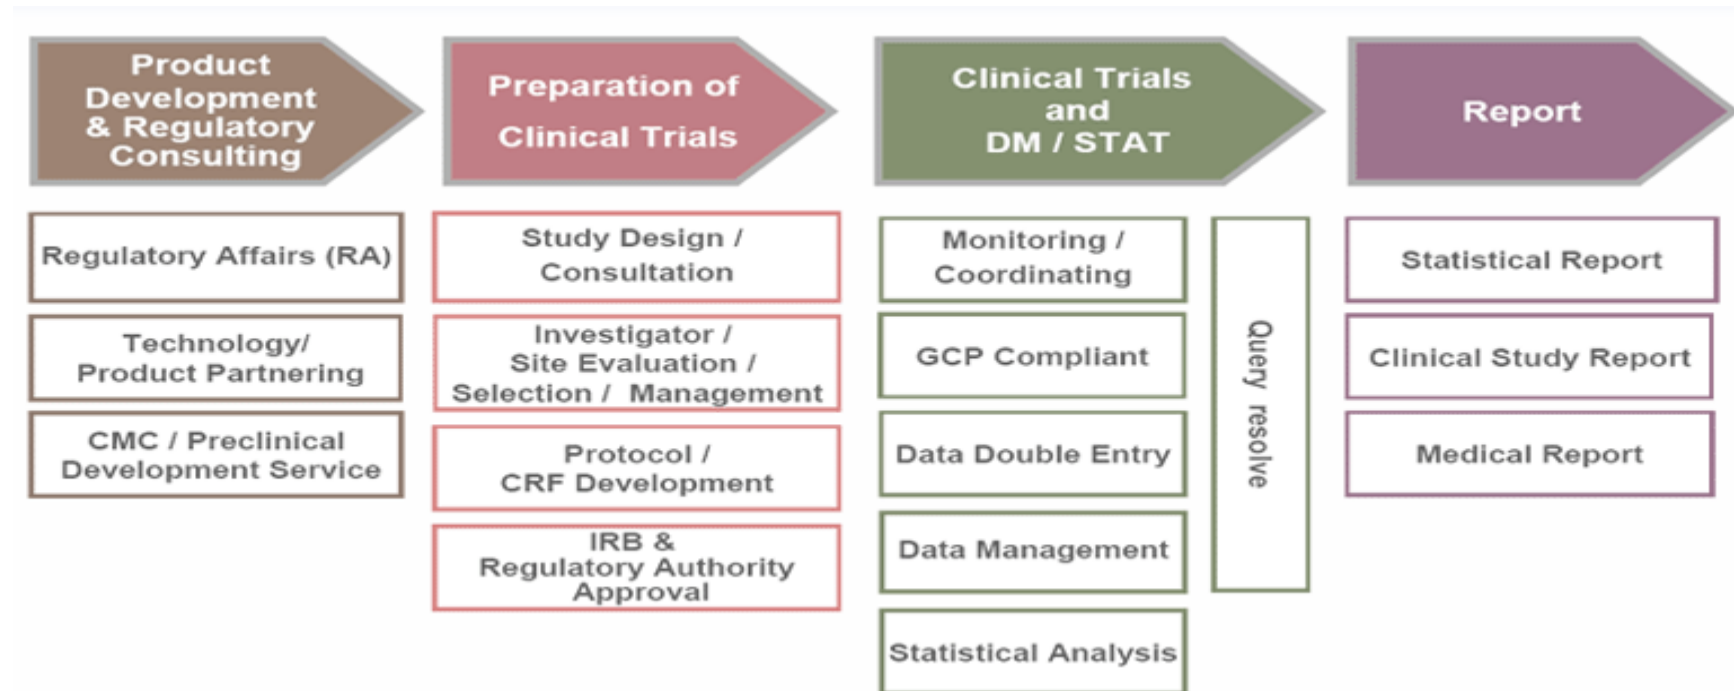 Product
Development
& Regulatory
Consulting
Preparation of
Clinical Trials
Clinical Trials
and
DM / STAT
Report
Regulatory Affairs (RA)
Technology/
Product Partnering
CMC / Preclinical
Development Service
Study Design /
Consultation
Investigator /
Site Evaluation /
Selection / Management
Protocol /
CRF Development
IRB &
Regulatory Authority
Approval
Monitoring /
Coordinating
GCP Compliant
Data Double Entry
Data Management
Statistical Analysis
Query resolve
Statistical Report
Clinical Study Report
Medical Report